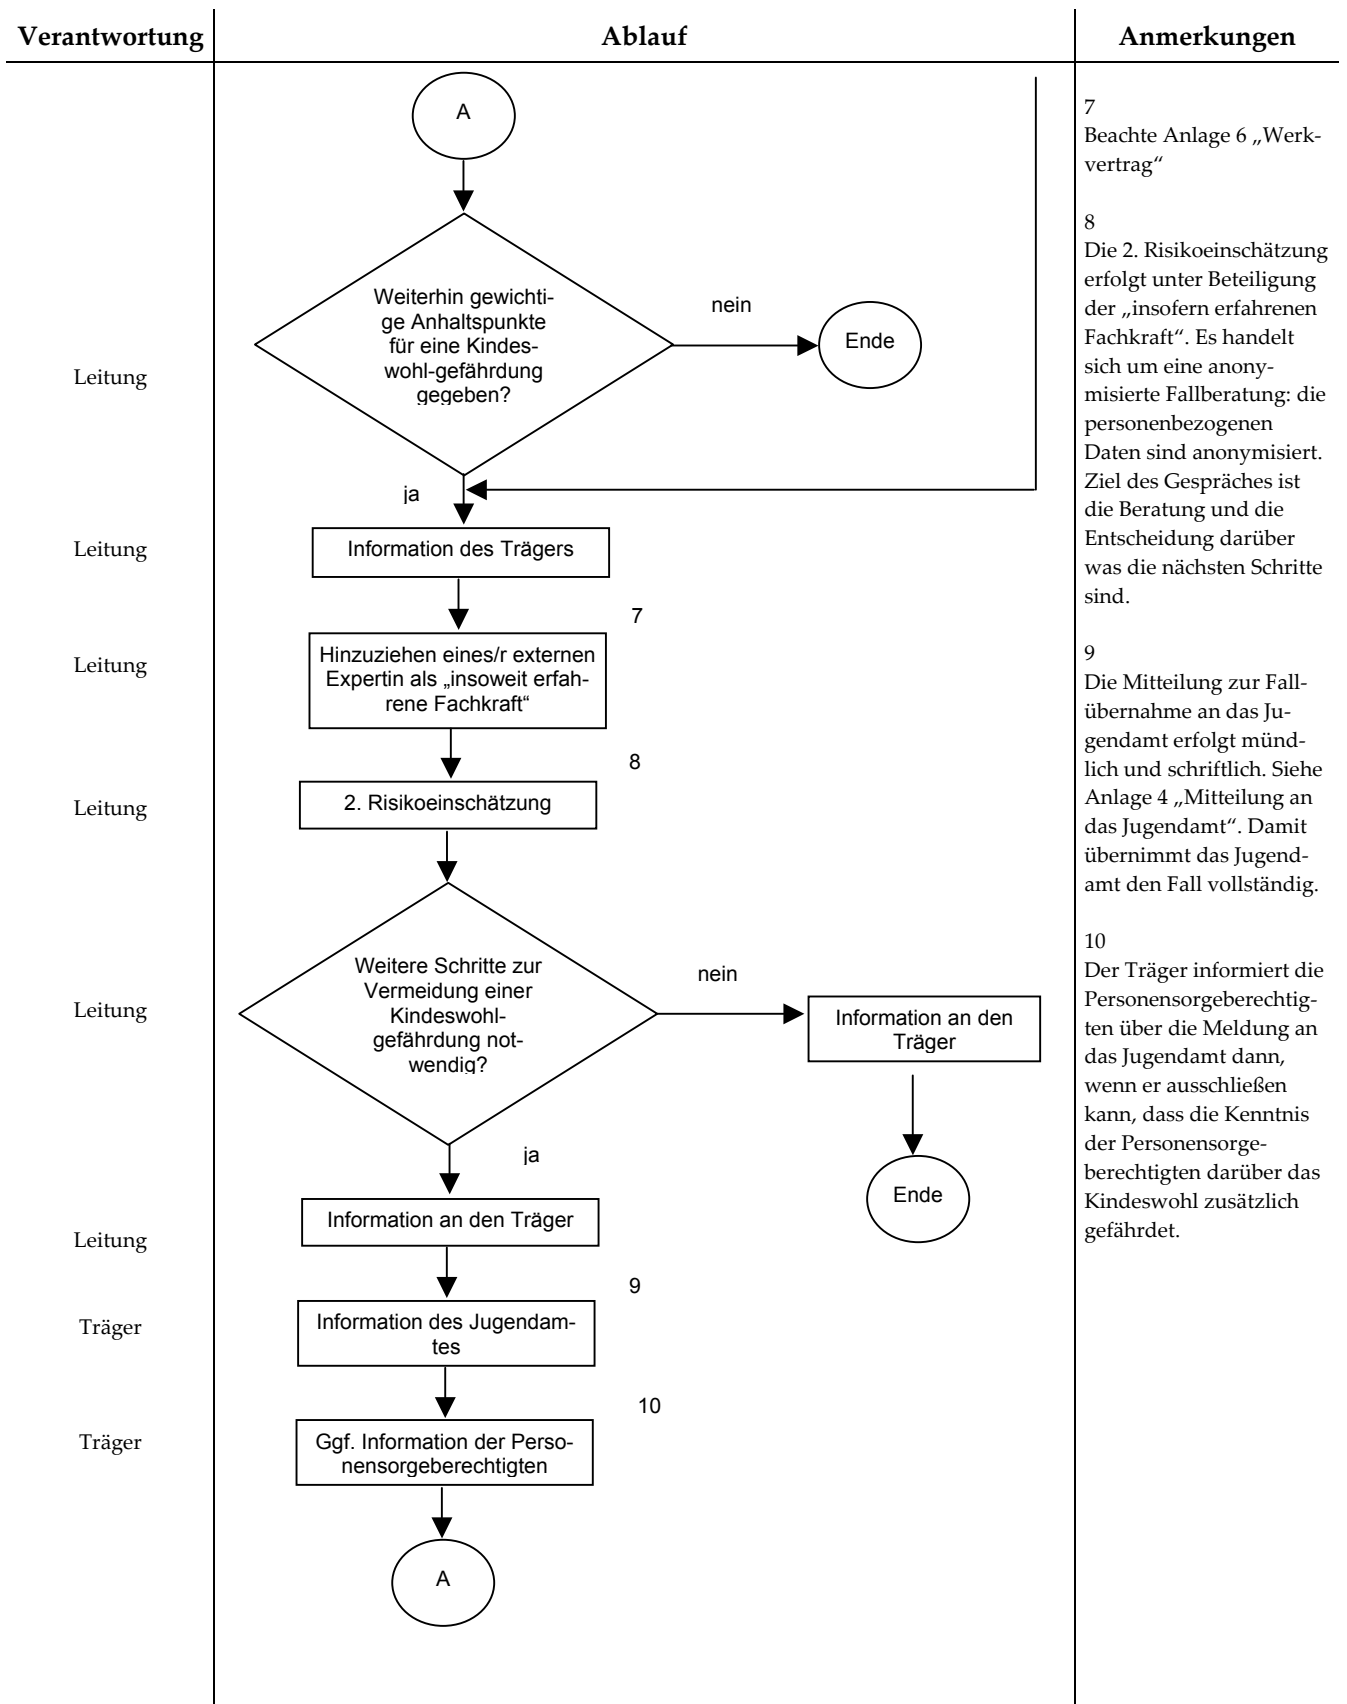 Verantwortung
Ablauf
Anmerkungen
A
Weiterhin gewichti-
ge Anhaltspunkte
für eine Kindes-
wohl-gefährdung
gegeben?
nein
Ende
Leitung
ja
Leitung
Information des Trägers
7
Leitung
Hinzuziehen eines/r externen
Expertin als „insoweit erfah-
rene Fachkraft“
8
Leitung
2. Risikoeinschätzung
Leitung
Weitere Schritte zur
Vermeidung einer
Kindeswohl-
gefährdung not-
wendig?
nein
Information an den
Träger
Ende
ja
Leitung
Information an den Träger
9
Träger
Information des Jugendam-
tes
10
Träger
Ggf. Information der Perso-
nensorgeberechtigten
A
7
Beachte Anlage 6 „Werk-
vertrag“
8
Die 2. Risikoeinschätzung
erfolgt unter Beteiligung
der „insofern erfahrenen
Fachkraft“. Es handelt
sich um eine anony-
misierte Fallberatung: die
personenbezogenen
Daten sind anonymisiert.
Ziel des Gespräches ist
die Beratung und die
Entscheidung darüber
was die nächsten Schritte
sind.
9
Die Mitteilung zur Fall-
übernahme an das Ju-
gendamt erfolgt münd-
lich und schriftlich. Siehe
Anlage 4 „Mitteilung an
das Jugendamt“. Damit
übernimmt das Jugend-
amt den Fall vollständig.
10
Der Träger informiert die
Personensorgeberechtig-
ten über die Meldung an
das Jugendamt dann,
wenn er ausschließen
kann, dass die Kenntnis
der Personensorge-
berechtigten darüber das
Kindeswohl zusätzlich
gefährdet.